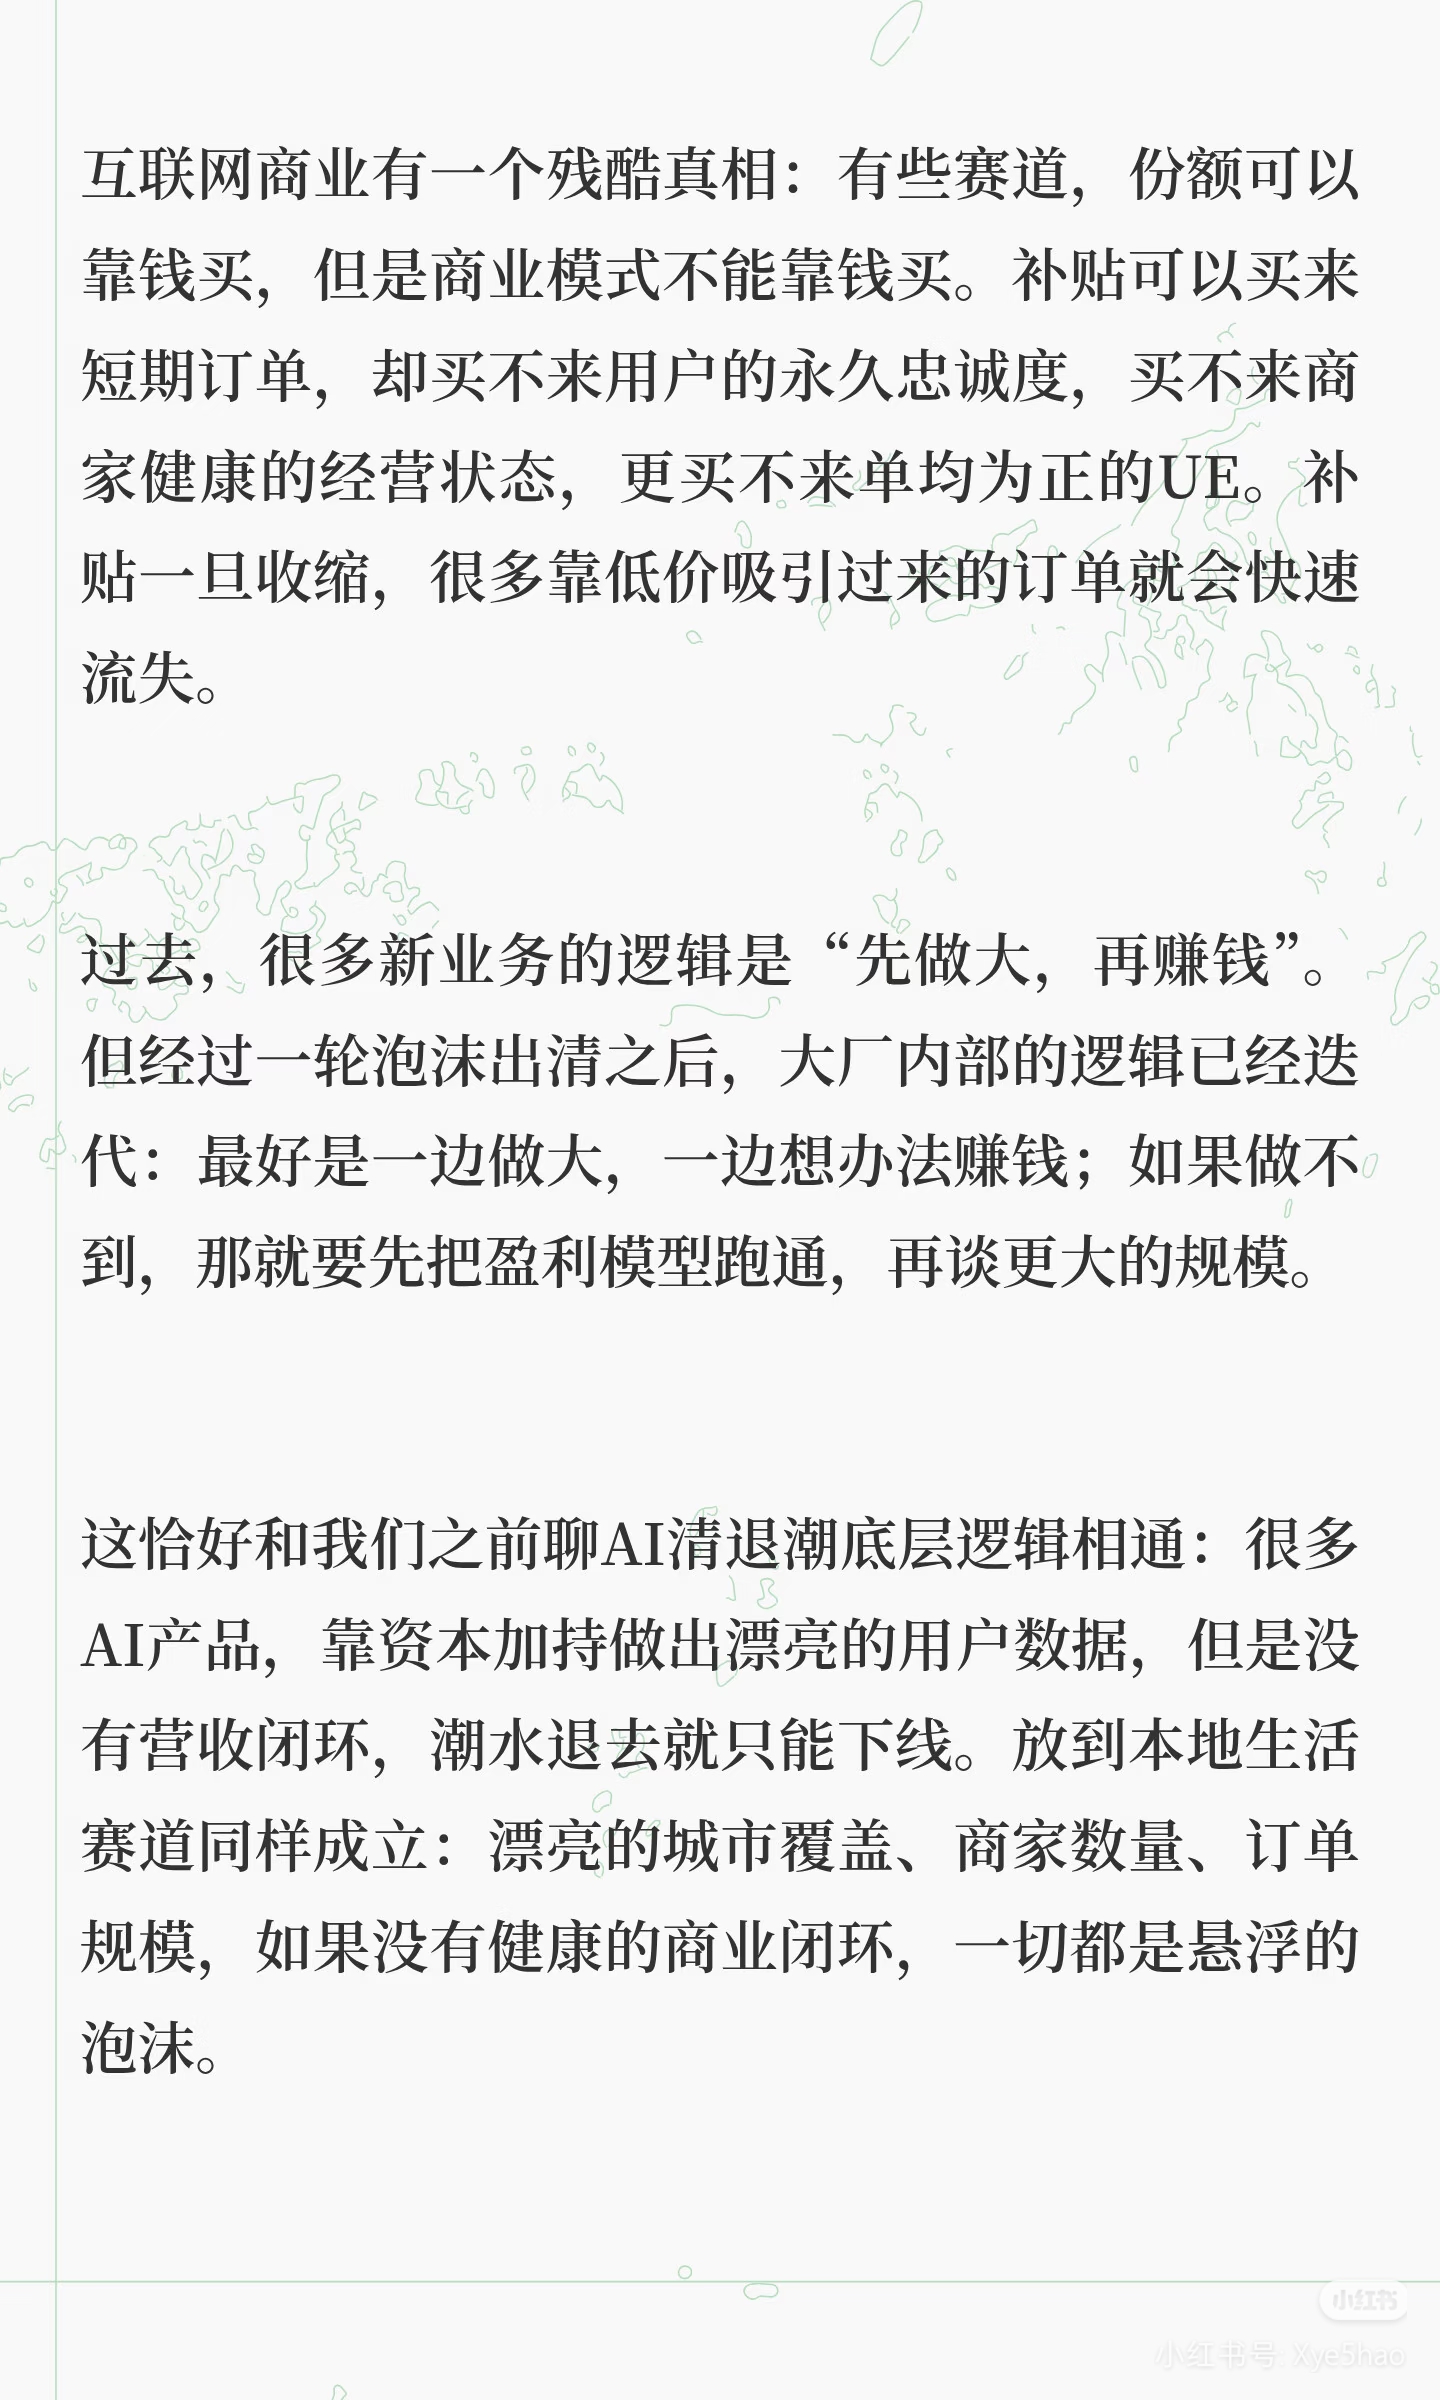 互联网商业有一个残酷真相：有些赛道，份额可以
靠钱买，但是商业模式不能靠钱买。补贴可以买来
短期订单，却买不来用户的永久忠诚度，买不来商
家健康的经营状态，更买不来单均为正的UE。补
贴一旦收缩，很多靠低价吸引过来的订单就会快速
流失。
过去，很多新业务的逻辑是“先做大，再赚钱”。
但经过一轮泡沫出清之后，大厂内部的逻辑已经迭
代：最好是一边做大，一边想办法赚钱；如果做不
到，那就要先把盈利模型跑通，再谈更大的规模。
这恰好和我们之前聊AI清退潮底层逻辑相通：很多
AI产品，靠资本加持做出漂亮的用户数据，但是没
有营收闭环，潮水退去就只能下线。放到本地生活
赛道同样成立：漂亮的城市覆盖、商家数量、订单
规模，如果没有健康的商业闭环，一切都是悬浮的
泡沫。
小红书
小红书号: Xye5hao